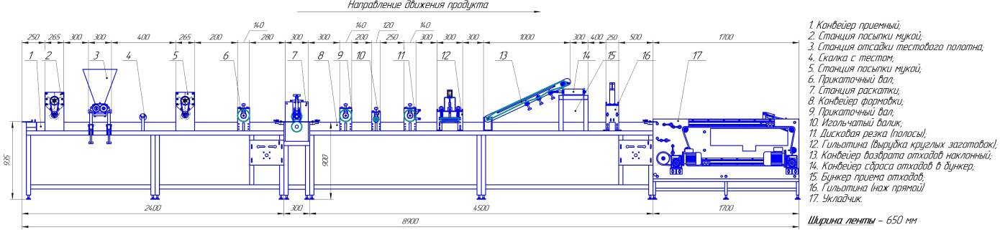 Направление движения продукта
140 140 120 140
250 265 300 300 400 265 200 280 300 300 200 250 300 300 300 1000 300 400 250 500 1700
1 2 3 4 5 6 7 8 9 10 11 12 13 14 15 16 17
935
900
2400 300 4500 1700
8900
1. Конвейер приемный;
2. Станция посыпки мукой;
3. Станция отсадки тестового полотна;
4. Скалка с тестом;
5. Станция посыпки мукой;
6. Прикаточный вал;
7. Станция раскатки;
8. Конвейер формовки;
9. Прикаточный вал;
10. Игольчатый валик;
11. Дисковая резка (полосы);
12. Гильотина (вырубка круглых заготовок);
13. Конвейер возврата отходов наклонный;
14. Конвейер сброса отходов в бункер;
15. Бункер приема отходов;
16. Гильотина (нож прямой)
17. Укладчик.
Ширина ленты – 650 мм